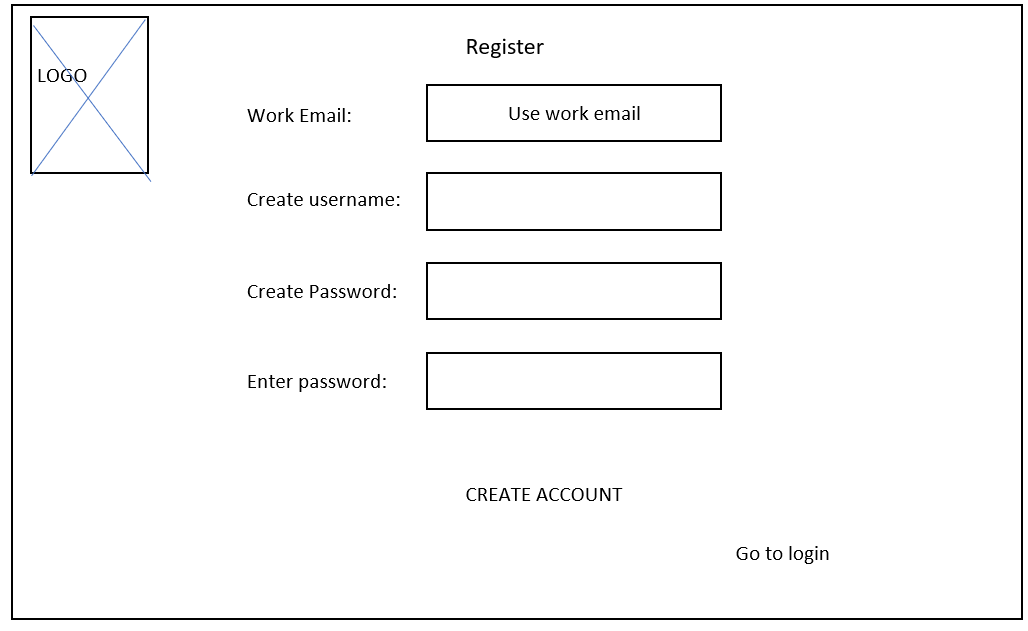 LOGO
Register
Work Email:
Use work email
Create username:
Create Password:
Enter password:
CREATE ACCOUNT
Go to login